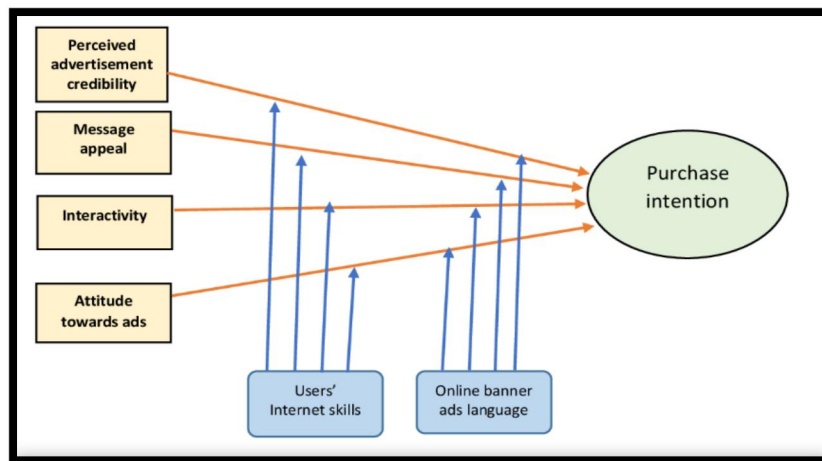 Perceived
advertisement
credibility
Message
appeal
Interactivity
Attitude
towards ads
Purchase
intention
Users’
Internet skills
Online banner
ads language